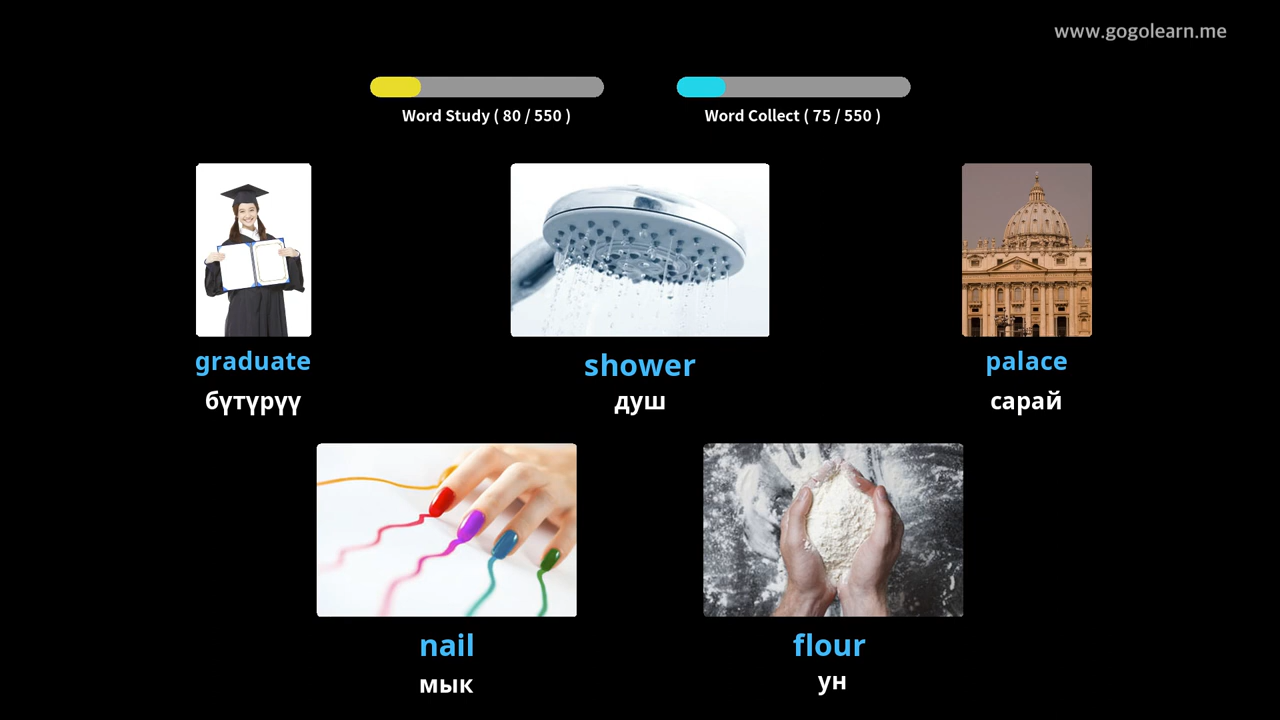 www.gogolearn.me
Word Study ( 80 / 550 )
Word Collect ( 75 / 550 )
graduate
бүтүрүү
shower
душ
palace
сарай
nail
мык
flour
ун